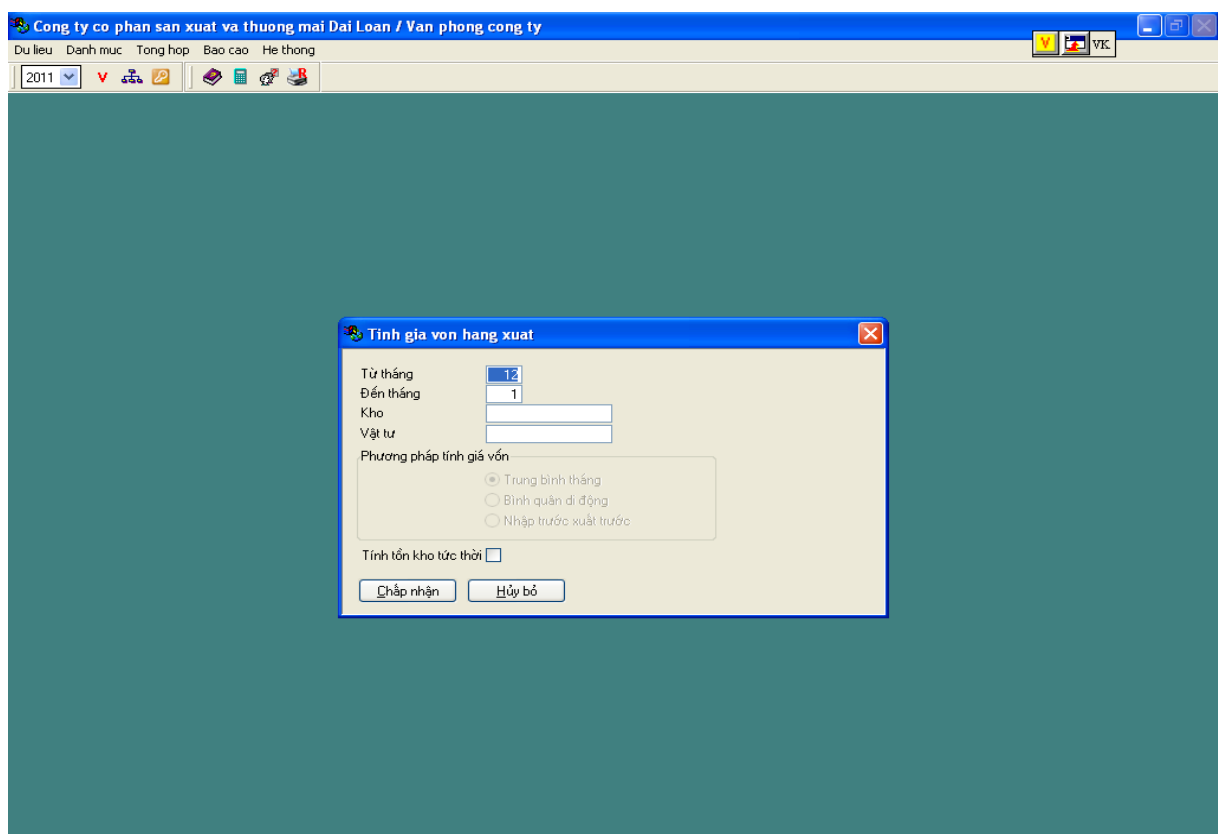 Cong ty co phan san xuat va thuong mai Dai Loan / Van phong cong ty
Du lieu Danh muc Tong hop Bao cao He thong
V VK
2011 V R
Tinh gia von hang xuat
Từ tháng 12
Đến tháng 1
Kho
Vật tư
Phương pháp tính giá vốn
Trung bình tháng
Bình quân di động
Nhập trước xuất trước
Tính tồn kho tức thời
Chấp nhận Hủy bỏ